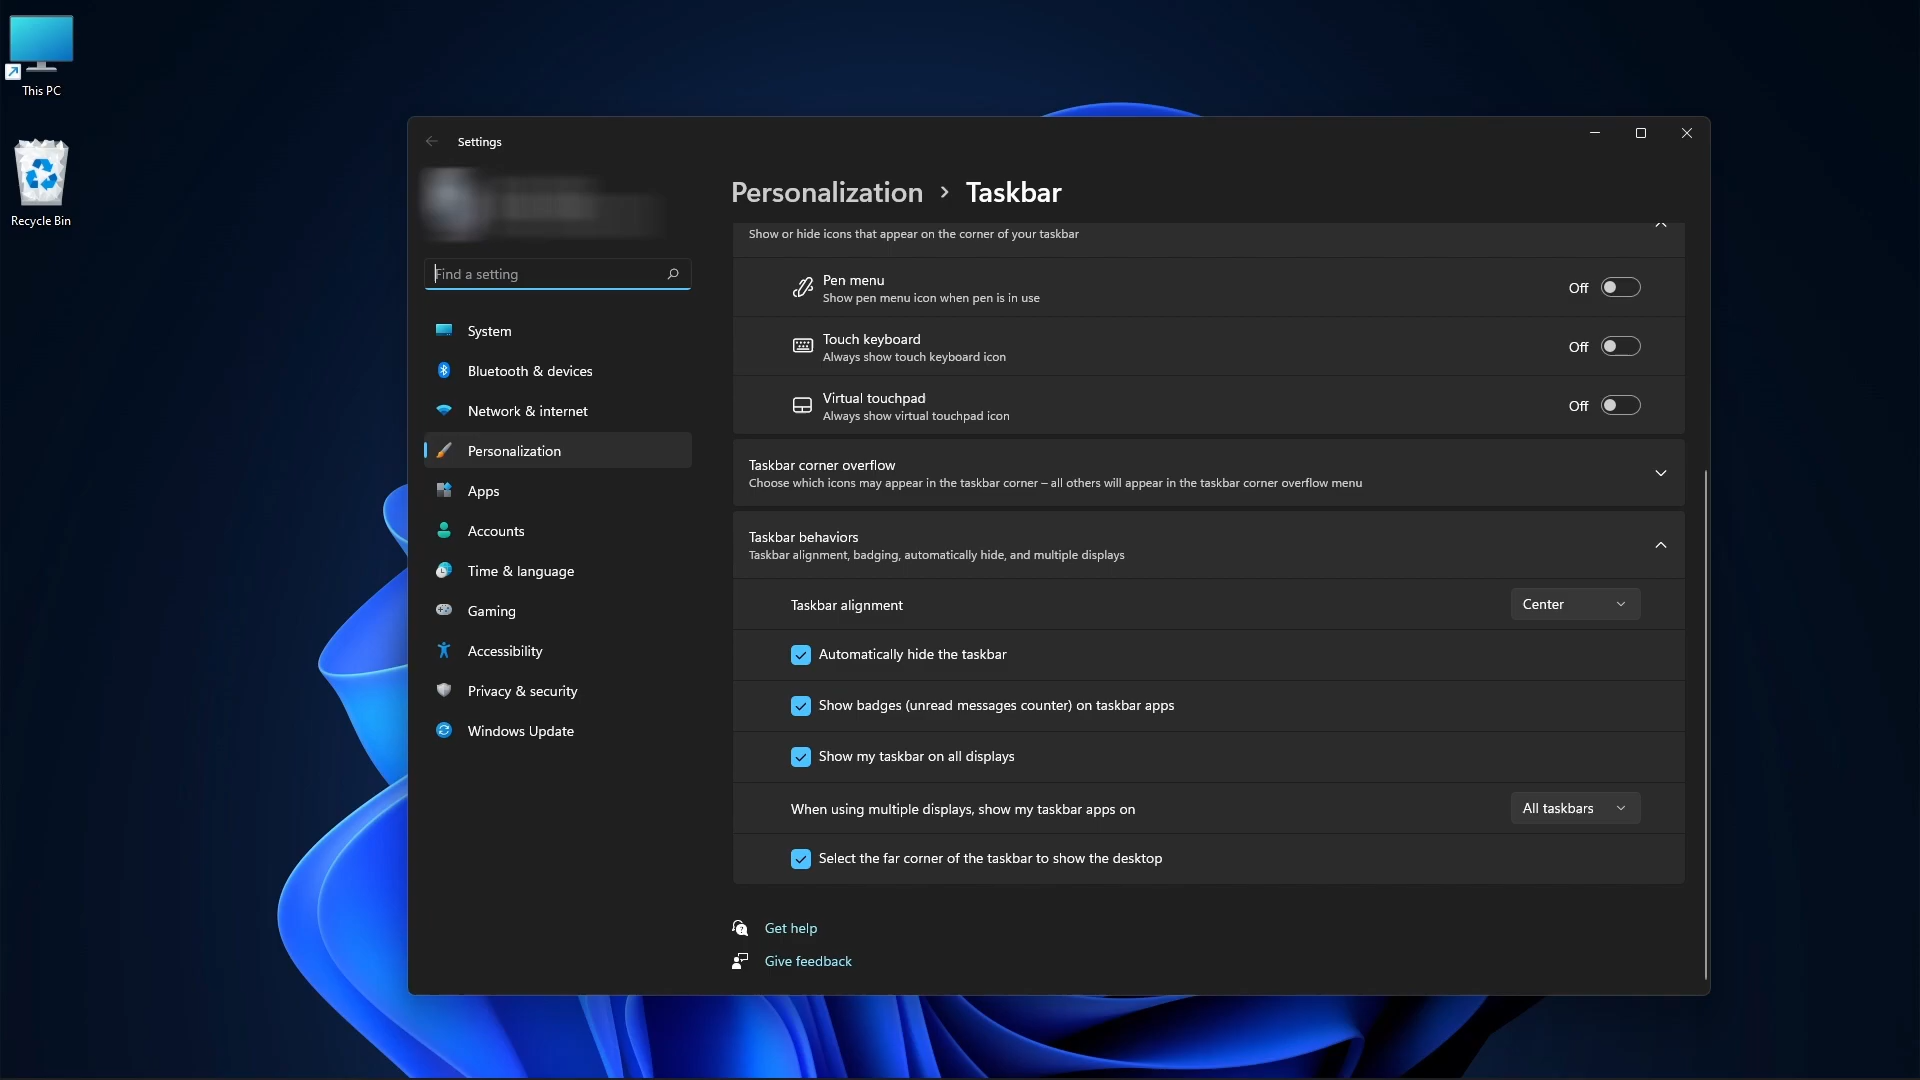 This PC
Recycle Bin
Settings
Find a setting
System
Bluetooth & devices
Network & internet
Personalization
Apps
Accounts
Time & language
Gaming
Accessibility
Privacy & security
Windows Update
Personalization › Taskbar
Show or hide icons that appear on the corner of your taskbar
Pen menu
Show pen menu icon when pen is in use
Off
Touch keyboard
Always show touch keyboard icon
Off
Virtual touchpad
Always show virtual touchpad icon
Off
Taskbar corner overflow
Choose which icons may appear in the taskbar corner – all others will appear in the taskbar corner overflow menu
Taskbar behaviors
Taskbar alignment, badging, automatically hide, and multiple displays
Taskbar alignment
Center
Automatically hide the taskbar
Show badges (unread messages counter) on taskbar apps
Show my taskbar on all displays
When using multiple displays, show my taskbar apps on
All taskbars
Select the far corner of the taskbar to show the desktop
Get help
Give feedback